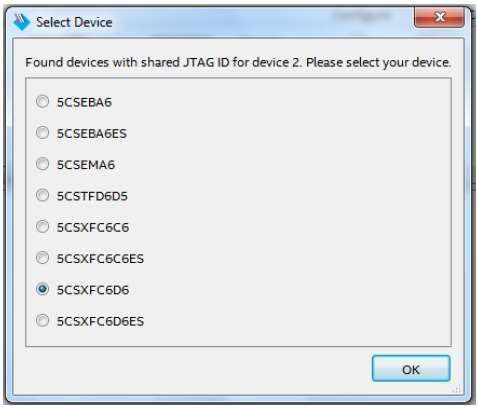 Select Device
Found devices with shared JTAG ID for device 2. Please select your device.
5CSEBA6
5CSEBA6ES
5CSEMA6
5CSTFD6D5
5CSXFC6C6
5CSXFC6C6ES
5CSXFC6D6
5CSXFC6D6ES
OK